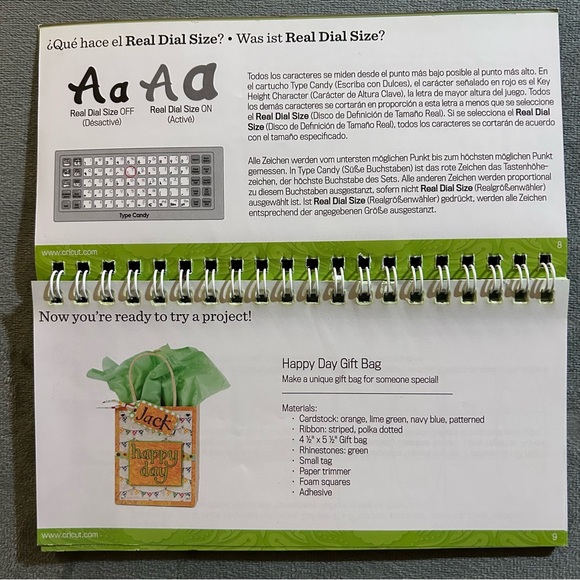 ¿Qué hace el Real Dial Size? • Was ist Real Dial Size?
Aa Aa
Real Dial Size OFF
(Désactivé)
Real Dial Size ON
(Activé)
Type Candy
Todos los caracteres se miden desde el punto más bajo posible al punto más alto. En
el cartucho Type Candy (Escriba con Dulces), el carácter señalado en rojo es el Key
Height Character (Carácter de Altura Clave), la letra de mayor altura del juego. Todos
los demás caracteres se cortarán en proporción a esta letra a menos que se seleccione
el Real Dial Size (Disco de Definición de Tamaño Real). Si se selecciona el Real Dial
Size (Disco de Definición de Tamaño Real), todos los caracteres se cortarán de acuerdo
con el tamaño especificado.
Alle Zeichen werden vom untersten möglichen Punkt bis zum höchsten möglichen Punkt
gemessen. In Type Candy (Süße Buchstaben) ist das rote Zeichen das Tastenhöhe-
zeichen, der höchste Buchstabe des Sets. Alle anderen Zeichen werden proportional
zu diesem Buchstaben ausgestanzt, sofern nicht Real Dial Size (Realgrößenwähler)
ausgewählt ist. Ist Real Dial Size (Realgrößenwähler) gedrückt, werden alle Zeichen
entsprechend der angegebenen Größe ausgestanzt.
www.cricut.com
8
Now you're ready to try a project!
Jack
happy
day
Happy Day Gift Bag
Make a unique gift bag for someone special!
Materials:
· Cardstock: orange, lime green, navy blue, patterned
· Ribbon: striped, polka dotted
· 4 ½" x 5 ½" Gift bag
· Rhinestones: green
· Small tag
· Paper trimmer
· Foam squares
· Adhesive
www.cricut.com
9